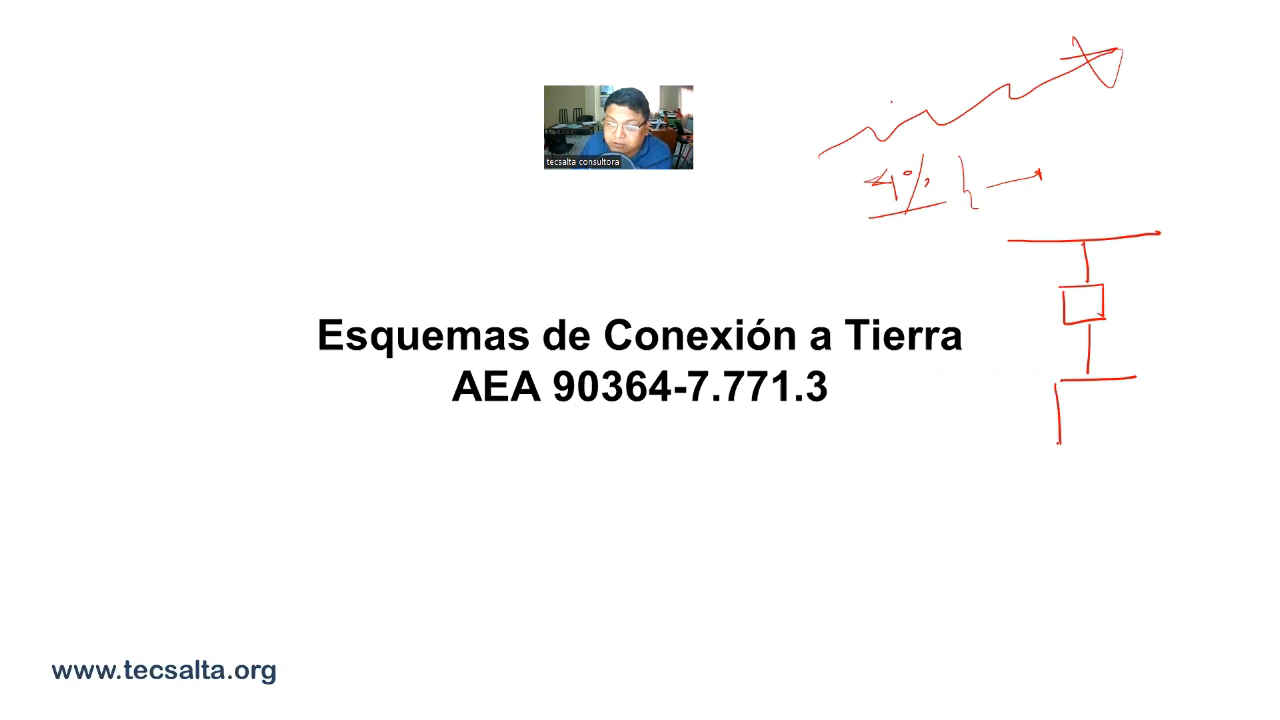 tecsalta consultora
Esquemas de Conexión a Tierra
AEA 90364-7.771.3
www.tecsalta.org